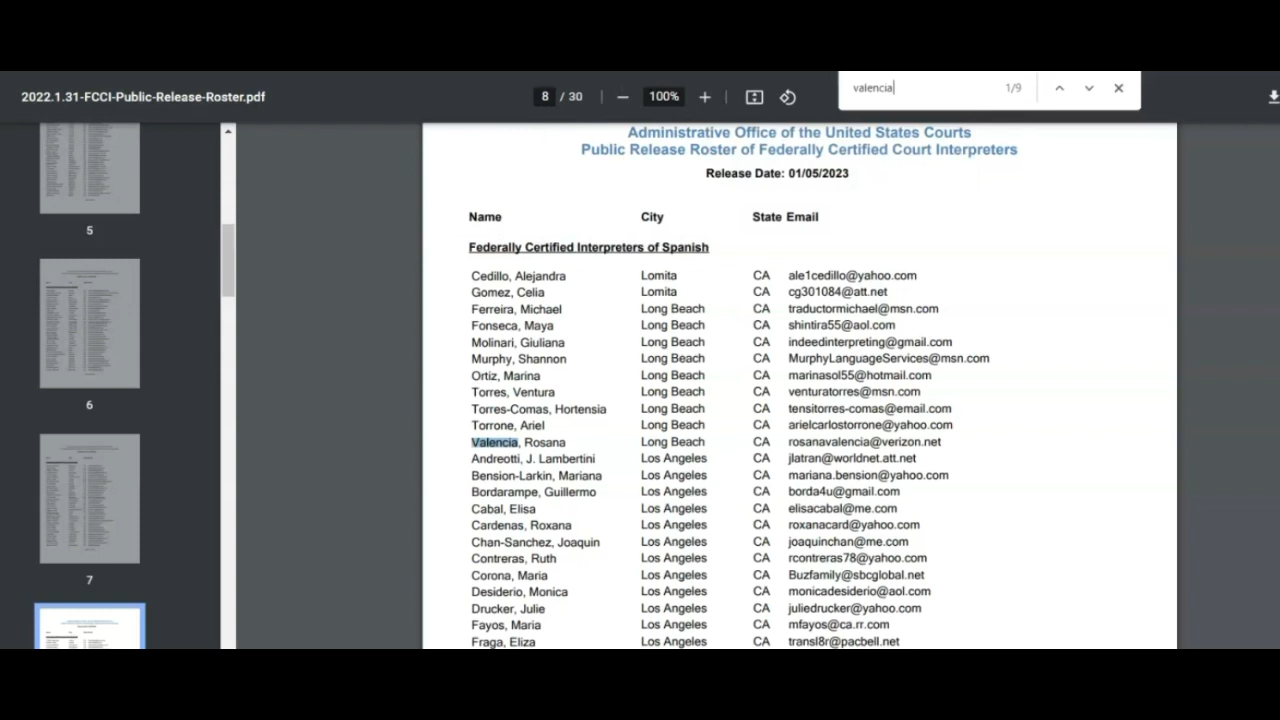 2022.1.31-FCCI-Public-Release-Roster.pdf
8 / 30
100%
valencia
1/9
5
6
7
Administrative Office of the United States Courts
Public Release Roster of Federally Certified Court Interpreters
Release Date: 01/05/2023
Name City State Email
Federally Certified Interpreters of Spanish
Cedillo, Alejandra Lomita CA ale1cedillo@yahoo.com
Gomez, Celia Lomita CA cg301084@att.net
Ferreira, Michael Long Beach CA traductormichael@msn.com
Fonseca, Maya Long Beach CA shintira55@aol.com
Molinari, Giuliana Long Beach CA indeedinterpreting@gmail.com
Murphy, Shannon Long Beach CA MurphyLanguageServices@msn.com
Ortiz, Marina Long Beach CA marinasol55@hotmail.com
Torres, Ventura Long Beach CA venturatorres@msn.com
Torres-Comas, Hortensia Long Beach CA tensitorres-comas@email.com
Torrone, Ariel Long Beach CA arielcarlostorrone@yahoo.com
Valencia, Rosana Long Beach CA rosanavalencia@verizon.net
Andreotti, J. Lambertini Los Angeles CA jlatran@worldnet.att.net
Bension-Larkin, Mariana Los Angeles CA mariana.bension@yahoo.com
Bordarampe, Guillermo Los Angeles CA borda4u@gmail.com
Cabal, Elisa Los Angeles CA elisacabal@me.com
Cardenas, Roxana Los Angeles CA roxanacard@yahoo.com
Chan-Sanchez, Joaquin Los Angeles CA joaquinchan@me.com
Contreras, Ruth Los Angeles CA rcontreras78@yahoo.com
Corona, Maria Los Angeles CA Buzfamily@sbcglobal.net
Desiderio, Monica Los Angeles CA monicadesiderio@aol.com
Drucker, Julie Los Angeles CA juliedrucker@yahoo.com
Fayos, Maria Los Angeles CA mfayos@ca.rr.com
Fraga, Eliza Los Angeles CA transl8r@pacbell.net